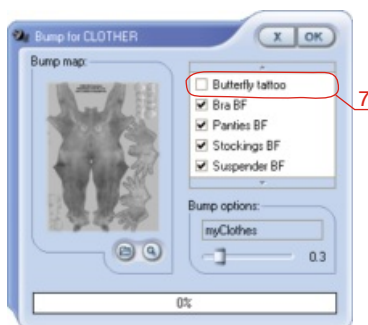 Bump for CLOTHER
X
OK
Bump map:
Butterfly tattoo
Bra BF
Panties BF
Stockings BF
Suspender BF
7
Bump options:
myClothes
0.3
0%